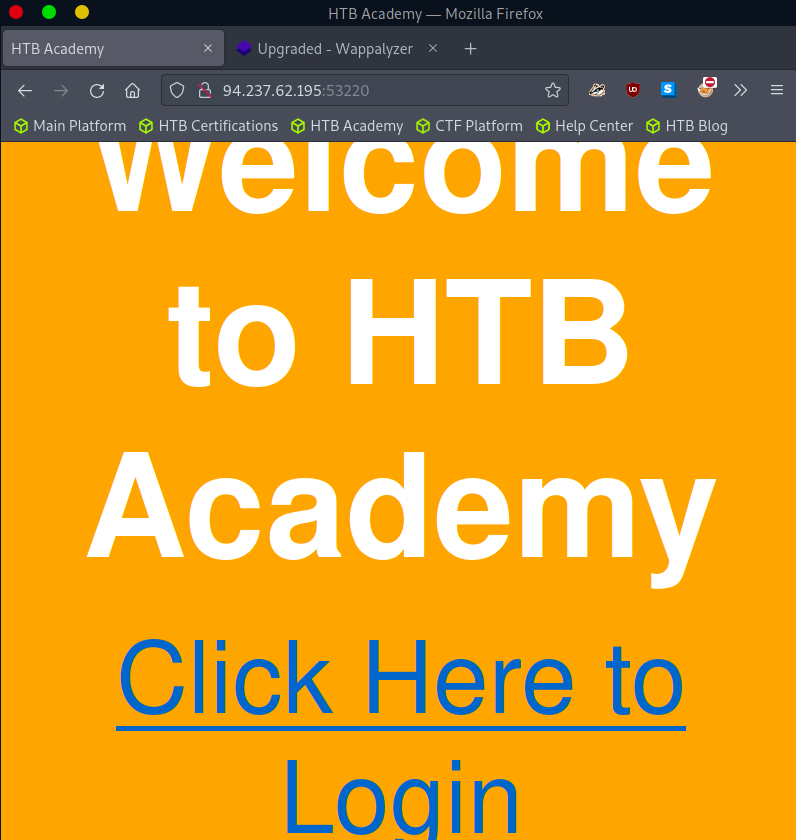 HTB Academy — Mozilla Firefox
HTB Academy Upgraded - Wappalyzer
94.237.62.195:53220
Main Platform HTB Certifications HTB Academy CTF Platform Help Center HTB Blog
Welcome
to HTB
Academy
Click Here to
Login